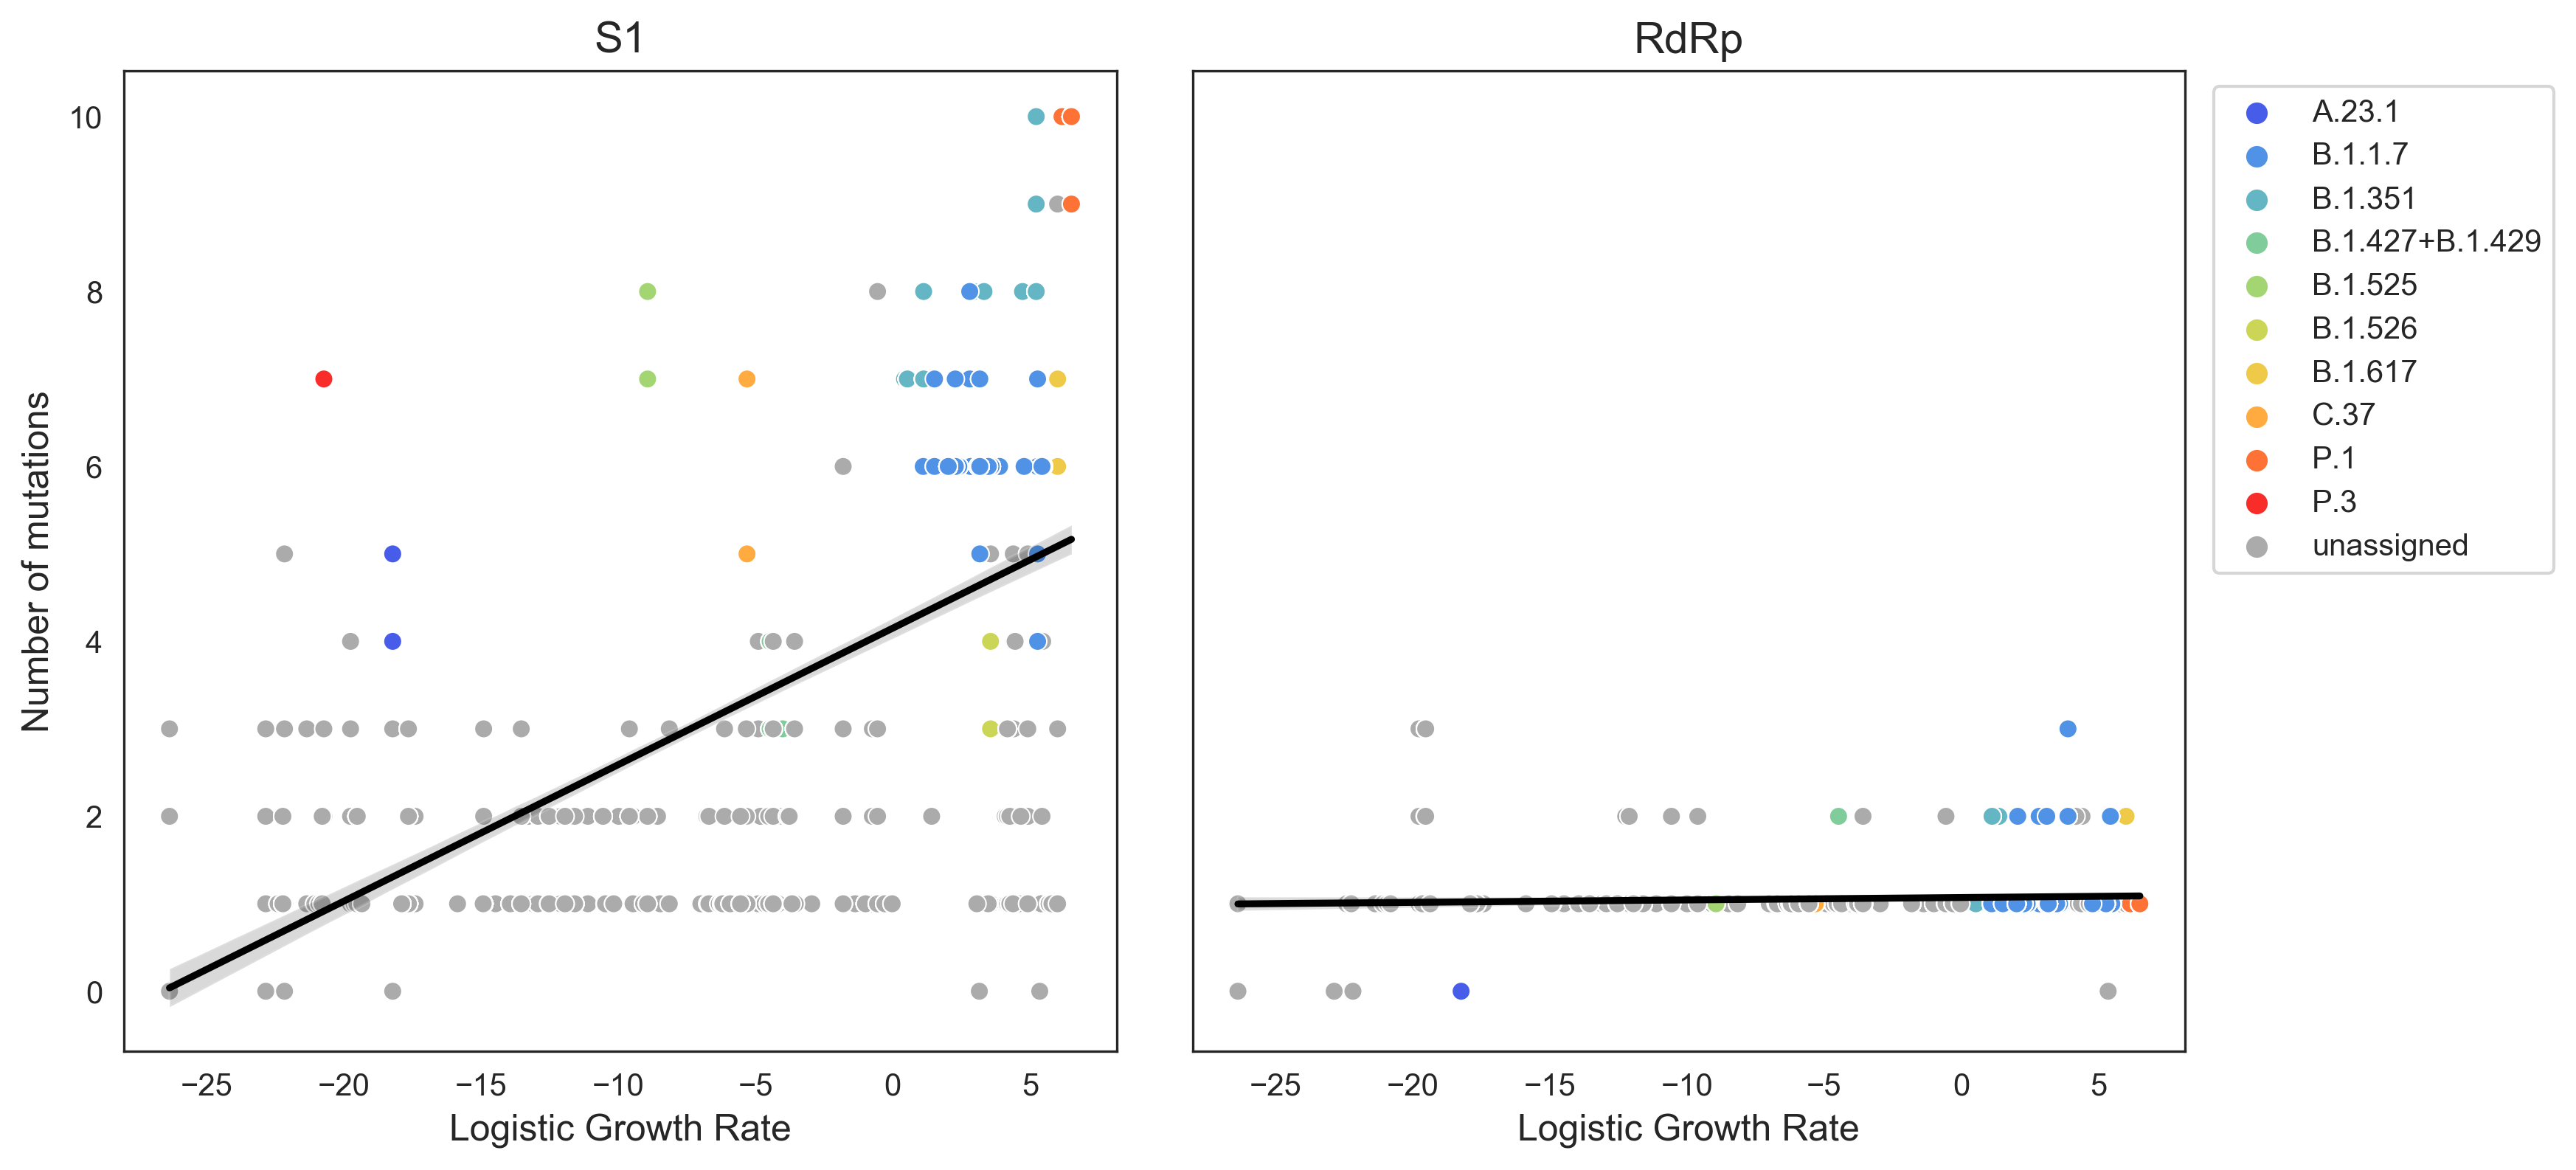 S1
RdRp
Number of mutations
10
8
6
4
2
0
−25 −20 −15 −10 −5 0 5
−25 −20 −15 −10 −5 0 5
Logistic Growth Rate
Logistic Growth Rate
A.23.1
B.1.1.7
B.1.351
B.1.427+B.1.429
B.1.525
B.1.526
B.1.617
C.37
P.1
P.3
unassigned